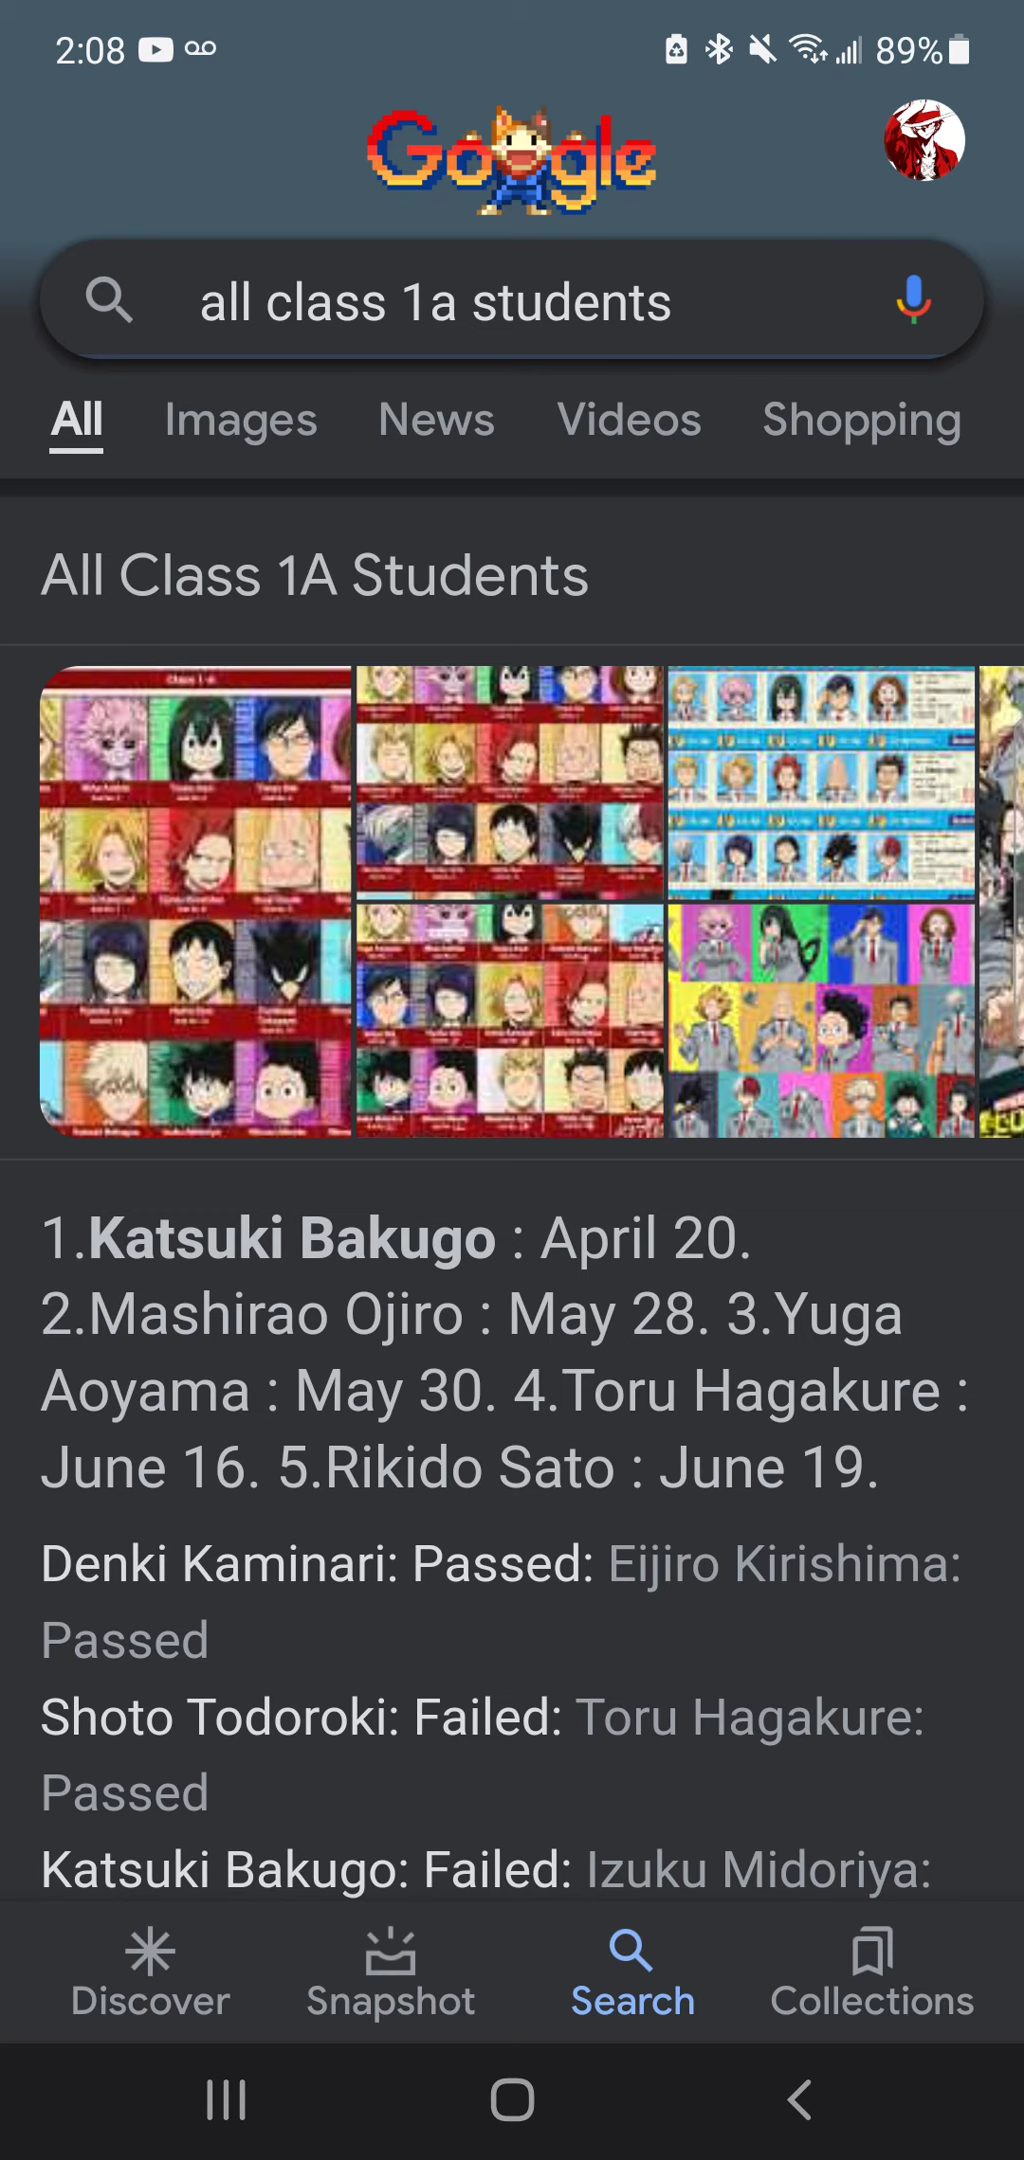 2:08
89%
Google
all class 1a students
All Images News Videos Shopping
All Class 1A Students
Class 1-A
1.Katsuki Bakugo : April 20.
2.Mashirao Ojiro : May 28. 3.Yuga
Aoyama : May 30. 4.Toru Hagakure :
June 16. 5.Rikido Sato : June 19.
Denki Kaminari: Passed: Eijiro Kirishima:
Passed
Shoto Todoroki: Failed: Toru Hagakure:
Passed
Katsuki Bakugo: Failed: Izuku Midoriya:
Discover Snapshot Search Collections